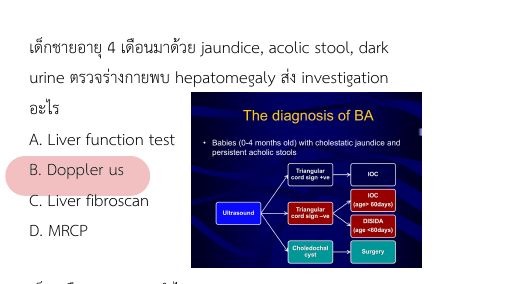 เด็กชายอายุ 4 เดือนมาด้วย jaundice, acolic stool, dark
urine ตรวจร่างกายพบ hepatomegaly ส่ง investigation
อะไร
A. Liver function test
B. Doppler us
C. Liver fibroscan
D. MRCP
The diagnosis of BA
• Babies (0-4 months old) with cholestatic jaundice and
persistent acholic stools
Ultrasound
Triangular
cord sign +ve
IOC
Triangular
cord sign –ve
IOC
(age> 60days)
DISIDA
(age <60days)
Choledochal
cyst
Surgery